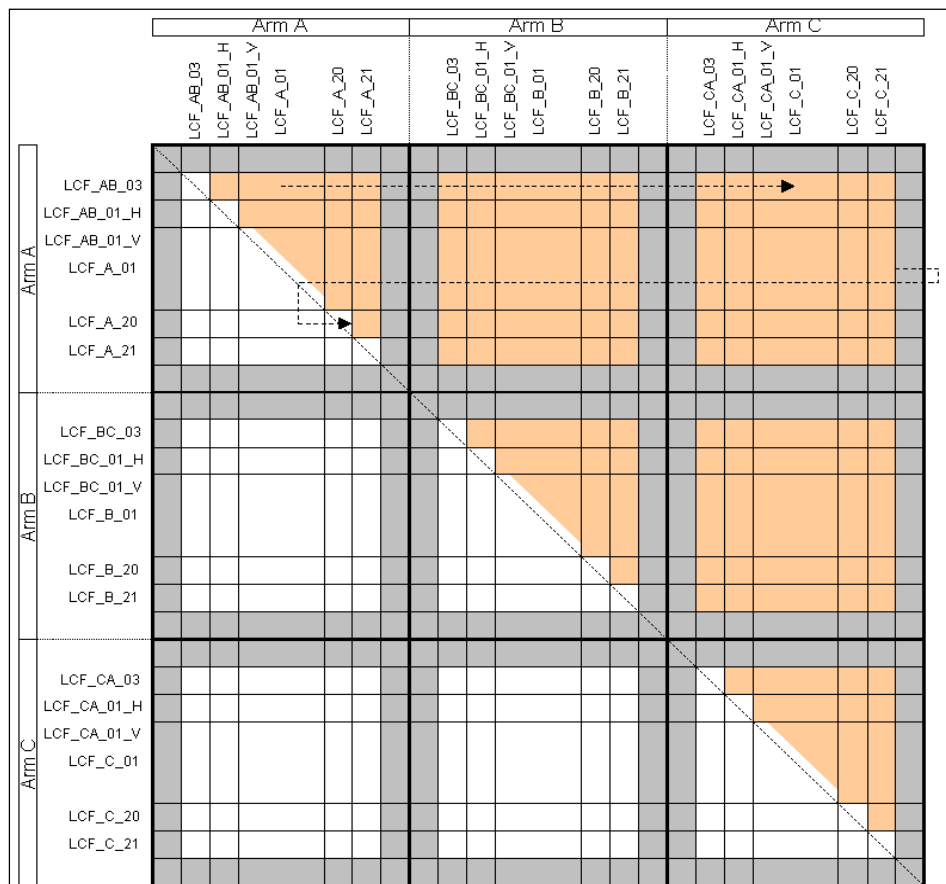 Arm A
Arm B
Arm C
LCF_AB_03
LCF_AB_01_H
LCF_AB_01_V
LCF_A_01
LCF_A_20
LCF_A_21
LCF_BC_03
LCF_BC_01_H
LCF_BC_01_V
LCF_B_01
LCF_B_20
LCF_B_21
LCF_CA_03
LCF_CA_01_H
LCF_CA_01_V
LCF_C_01
LCF_C_20
LCF_C_21
Arm A
LCF_AB_03
LCF_AB_01_H
LCF_AB_01_V
LCF_A_01
LCF_A_20
LCF_A_21
Arm B
LCF_BC_03
LCF_BC_01_H
LCF_BC_01_V
LCF_B_01
LCF_B_20
LCF_B_21
Arm C
LCF_CA_03
LCF_CA_01_H
LCF_CA_01_V
LCF_C_01
LCF_C_20
LCF_C_21